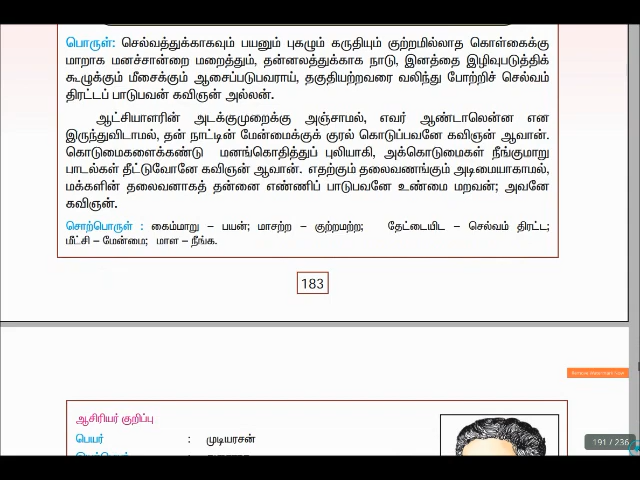 பொருள்: செல்வத்துக்காகவும் பயனும் புகழும் கருதியும் குற்றமில்லாத கொள்கைக்கு
மாறாக மனச்சான்றை மறைத்தும், தன்னலத்துக்காக நாடு, இனத்தை இழிவுபடுத்திக்
கூழுக்கும் மீசைக்கும் ஆசைப்படுபவராய், தகுதியற்றவரை வலிந்து போற்றிச் செல்வம்
திரட்டப் பாடுபவன் கவிஞன் அல்லன்.
ஆட்சியாளரின் அடக்குமுறைக்கு அஞ்சாமல், எவர் ஆண்டாலென்ன என
இருந்துவிடாமல், தன் நாட்டின் மேன்மைக்குக் குரல் கொடுப்பவனே கவிஞன் ஆவான்.
கொடுமைகளைக்கண்டு மனங்கொதித்துப் புலியாகி, அக்கொடுமைகள் நீங்குமாறு
பாடல்கள் தீட்டுவோனே கவிஞன் ஆவான். எதற்கும் தலைவணங்கும் அடிமையாகாமல்,
மக்களின் தலைவனாகத் தன்னை எண்ணிப் பாடுபவனே உண்மை மறவன்; அவனே
கவிஞன்.
சொற்பொருள் : கைம்மாறு – பயன்; மாசற்ற – குற்றமற்ற; தேட்டையிட – செல்வம் திரட்ட;
மீட்சி – மேன்மை; மாள – நீங்க.
183
ஆசிரியர் குறிப்பு
பெயர் : முடியரசன்
191 / 236